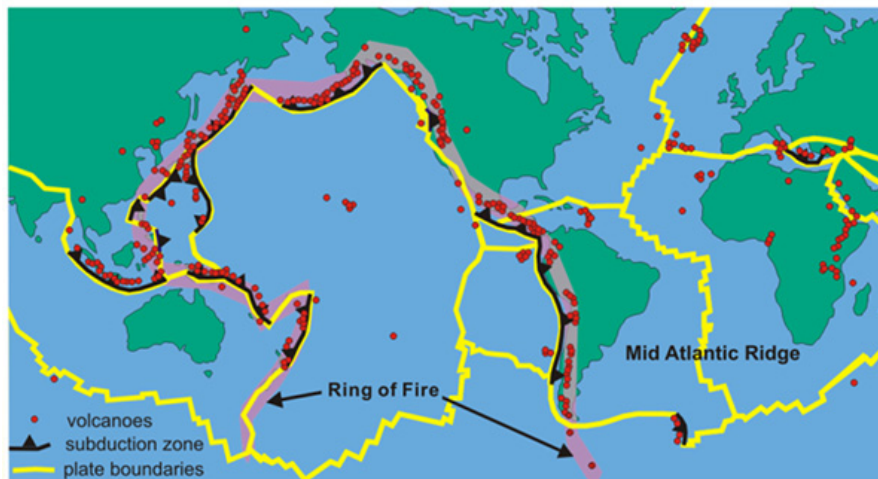 Mid Atlantic Ridge
Ring of Fire
volcanoes
subduction zone
plate boundaries